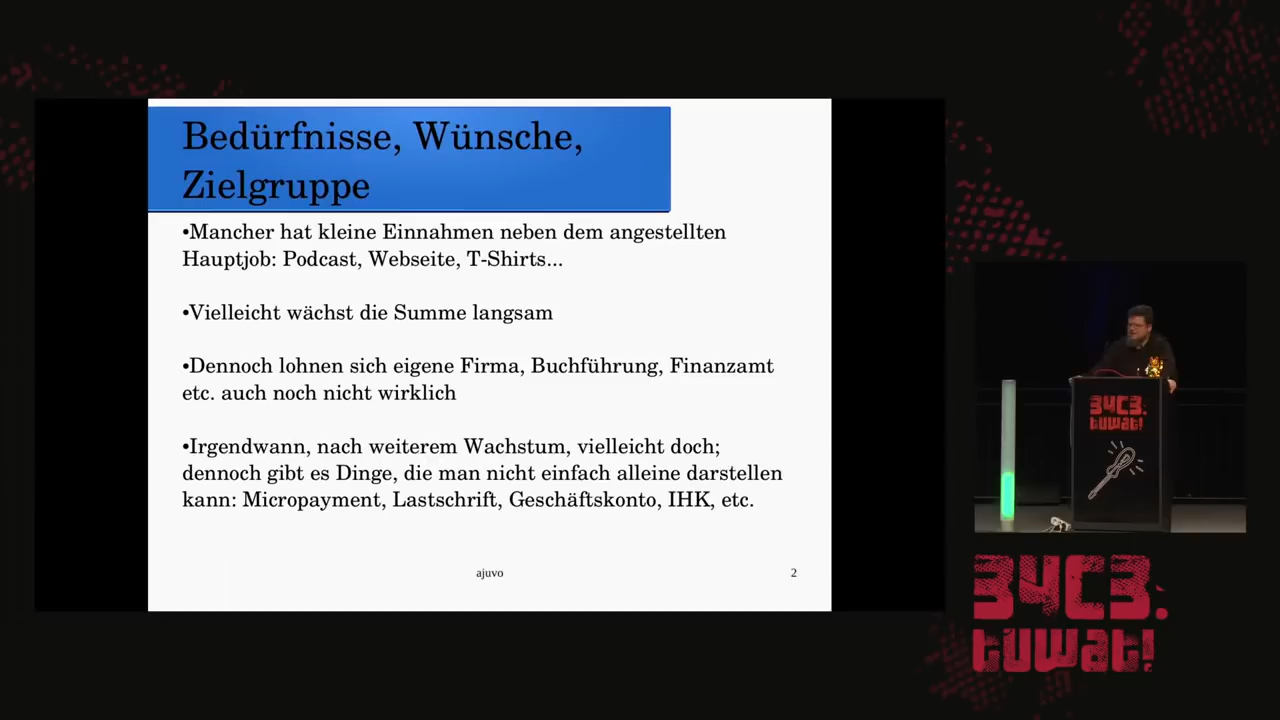 Bedürfnisse, Wünsche,
Zielgruppe
•Mancher hat kleine Einnahmen neben dem angestellten
Hauptjob: Podcast, Webseite, T-Shirts...
•Vielleicht wächst die Summe langsam
•Dennoch lohnen sich eigene Firma, Buchführung, Finanzamt
etc. auch noch nicht wirklich
•Irgendwann, nach weiterem Wachstum, vielleicht doch;
dennoch gibt es Dinge, die man nicht einfach alleine darstellen
kann: Micropayment, Lastschrift, Geschäftskonto, IHK, etc.
ajuvo
2
34C3.
tuwat!
34C3.
tuwat!